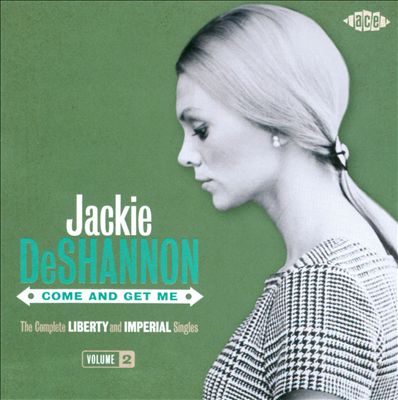 ace
Jackie
DeSHANNON
COME AND GET ME
The Complete LIBERTY and IMPERIAL Singles
VOLUME 2